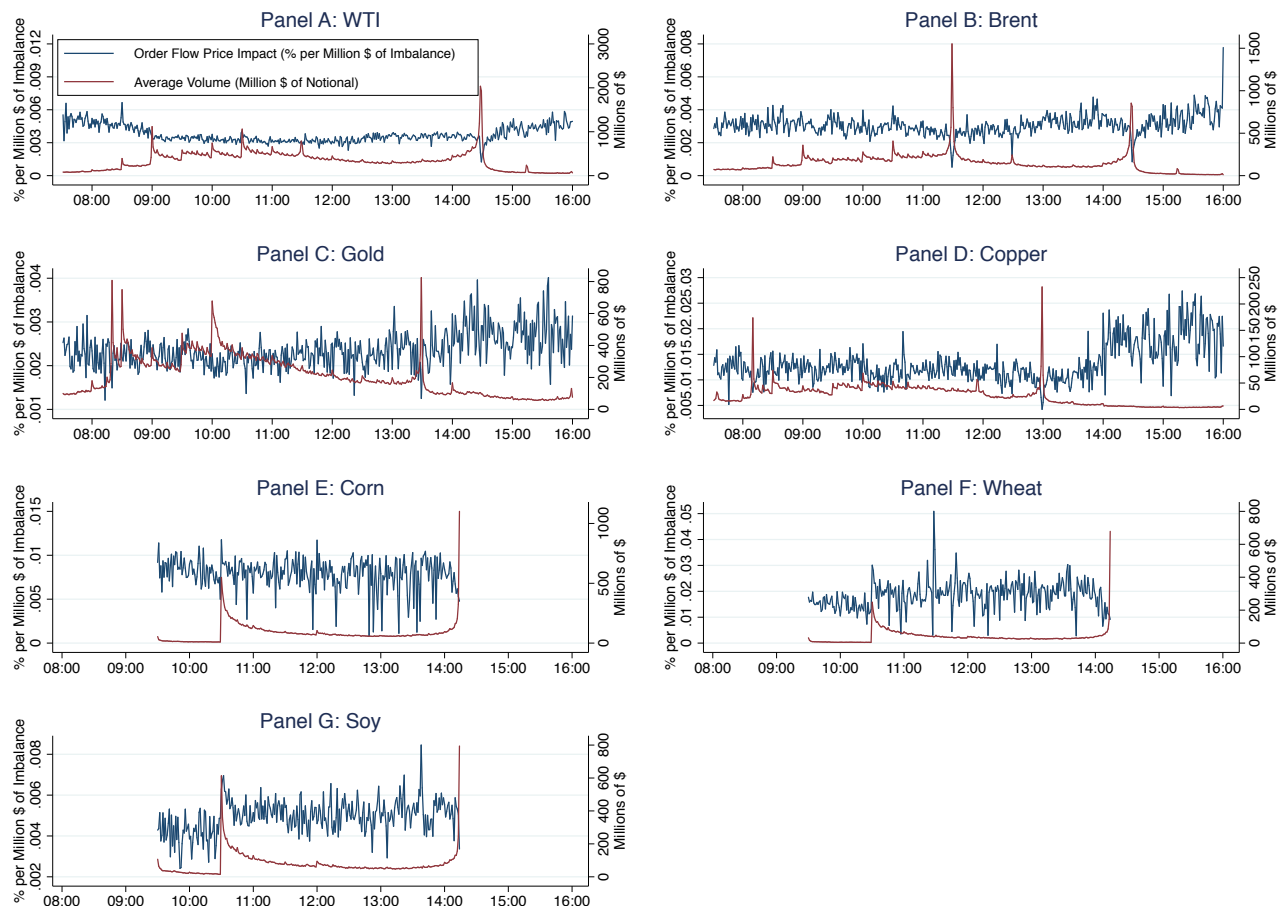 Panel A: WTI
% per Million $ of Imbalance
0 .003 .006 .009 .012
Order Flow Price Impact (% per Million $ of Imbalance)
Average Volume (Million $ of Notional)
0 1000 2000 3000
Millions of $
08:00 09:00 10:00 11:00 12:00 13:00 14:00 15:00 16:00
Panel B: Brent
% per Million $ of Imbalance
0 .002 .004 .006 .008
0 500 1000 1500
Millions of $
08:00 09:00 10:00 11:00 12:00 13:00 14:00 15:00 16:00
Panel C: Gold
% per Million $ of Imbalance
.001 .002 .003 .004
0 200 400 600 800
Millions of $
08:00 09:00 10:00 11:00 12:00 13:00 14:00 15:00 16:00
Panel D: Copper
% per Million $ of Imbalance
.005 .01 .015 .02 .025 .03
0 50 100 150 200 250
Millions of $
08:00 09:00 10:00 11:00 12:00 13:00 14:00 15:00 16:00
Panel E: Corn
% per Million $ of Imbalance
0 .005 .01 .015
0 500 1000
Millions of $
08:00 09:00 10:00 11:00 12:00 13:00 14:00 15:00 16:00
Panel F: Wheat
% per Million $ of Imbalance
0 .01 .02 .03 .04 .05
0 200 400 600 800
Millions of $
08:00 09:00 10:00 11:00 12:00 13:00 14:00 15:00 16:00
Panel G: Soy
% per Million $ of Imbalance
.002 .004 .006 .008
0 200 400 600 800
Millions of $
08:00 09:00 10:00 11:00 12:00 13:00 14:00 15:00 16:00